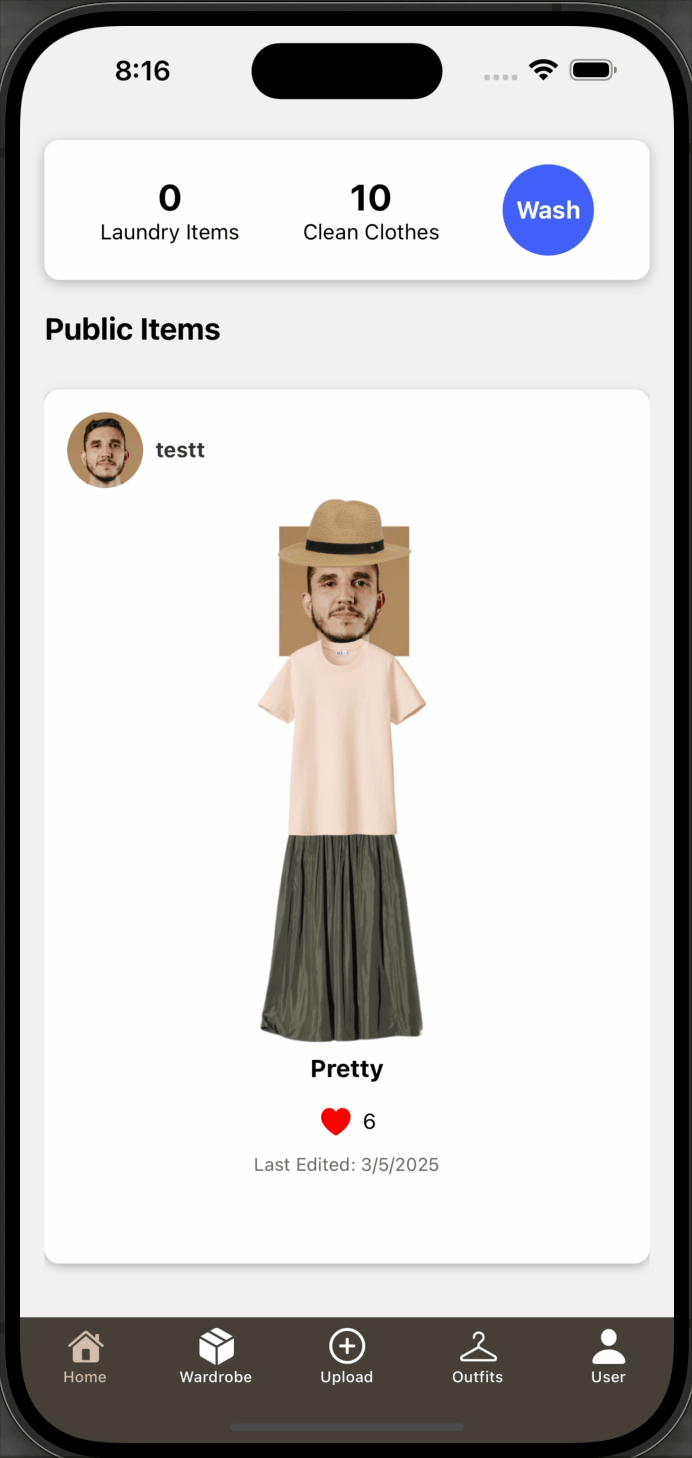 8:16
0
Laundry Items
10
Clean Clothes
Wash
Public Items
testt
Pretty
6
Last Edited: 3/5/2025
Home
Wardrobe
Upload
Outfits
User